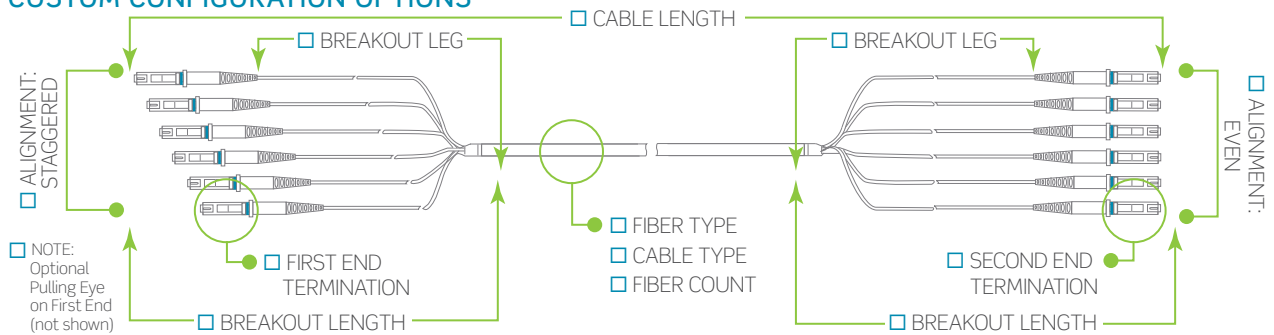 CUSTOM CONFIGURATION OPTIONS
CABLE LENGTH
BREAKOUT LEG
BREAKOUT LEG
ALIGNMENT:
STAGGERED
ALIGNMENT:
EVEN
FIBER TYPE
CABLE TYPE
FIBER COUNT
NOTE:
Optional
Pulling Eye
on First End
(not shown)
FIRST END
TERMINATION
SECOND END
TERMINATION
BREAKOUT LENGTH
BREAKOUT LENGTH